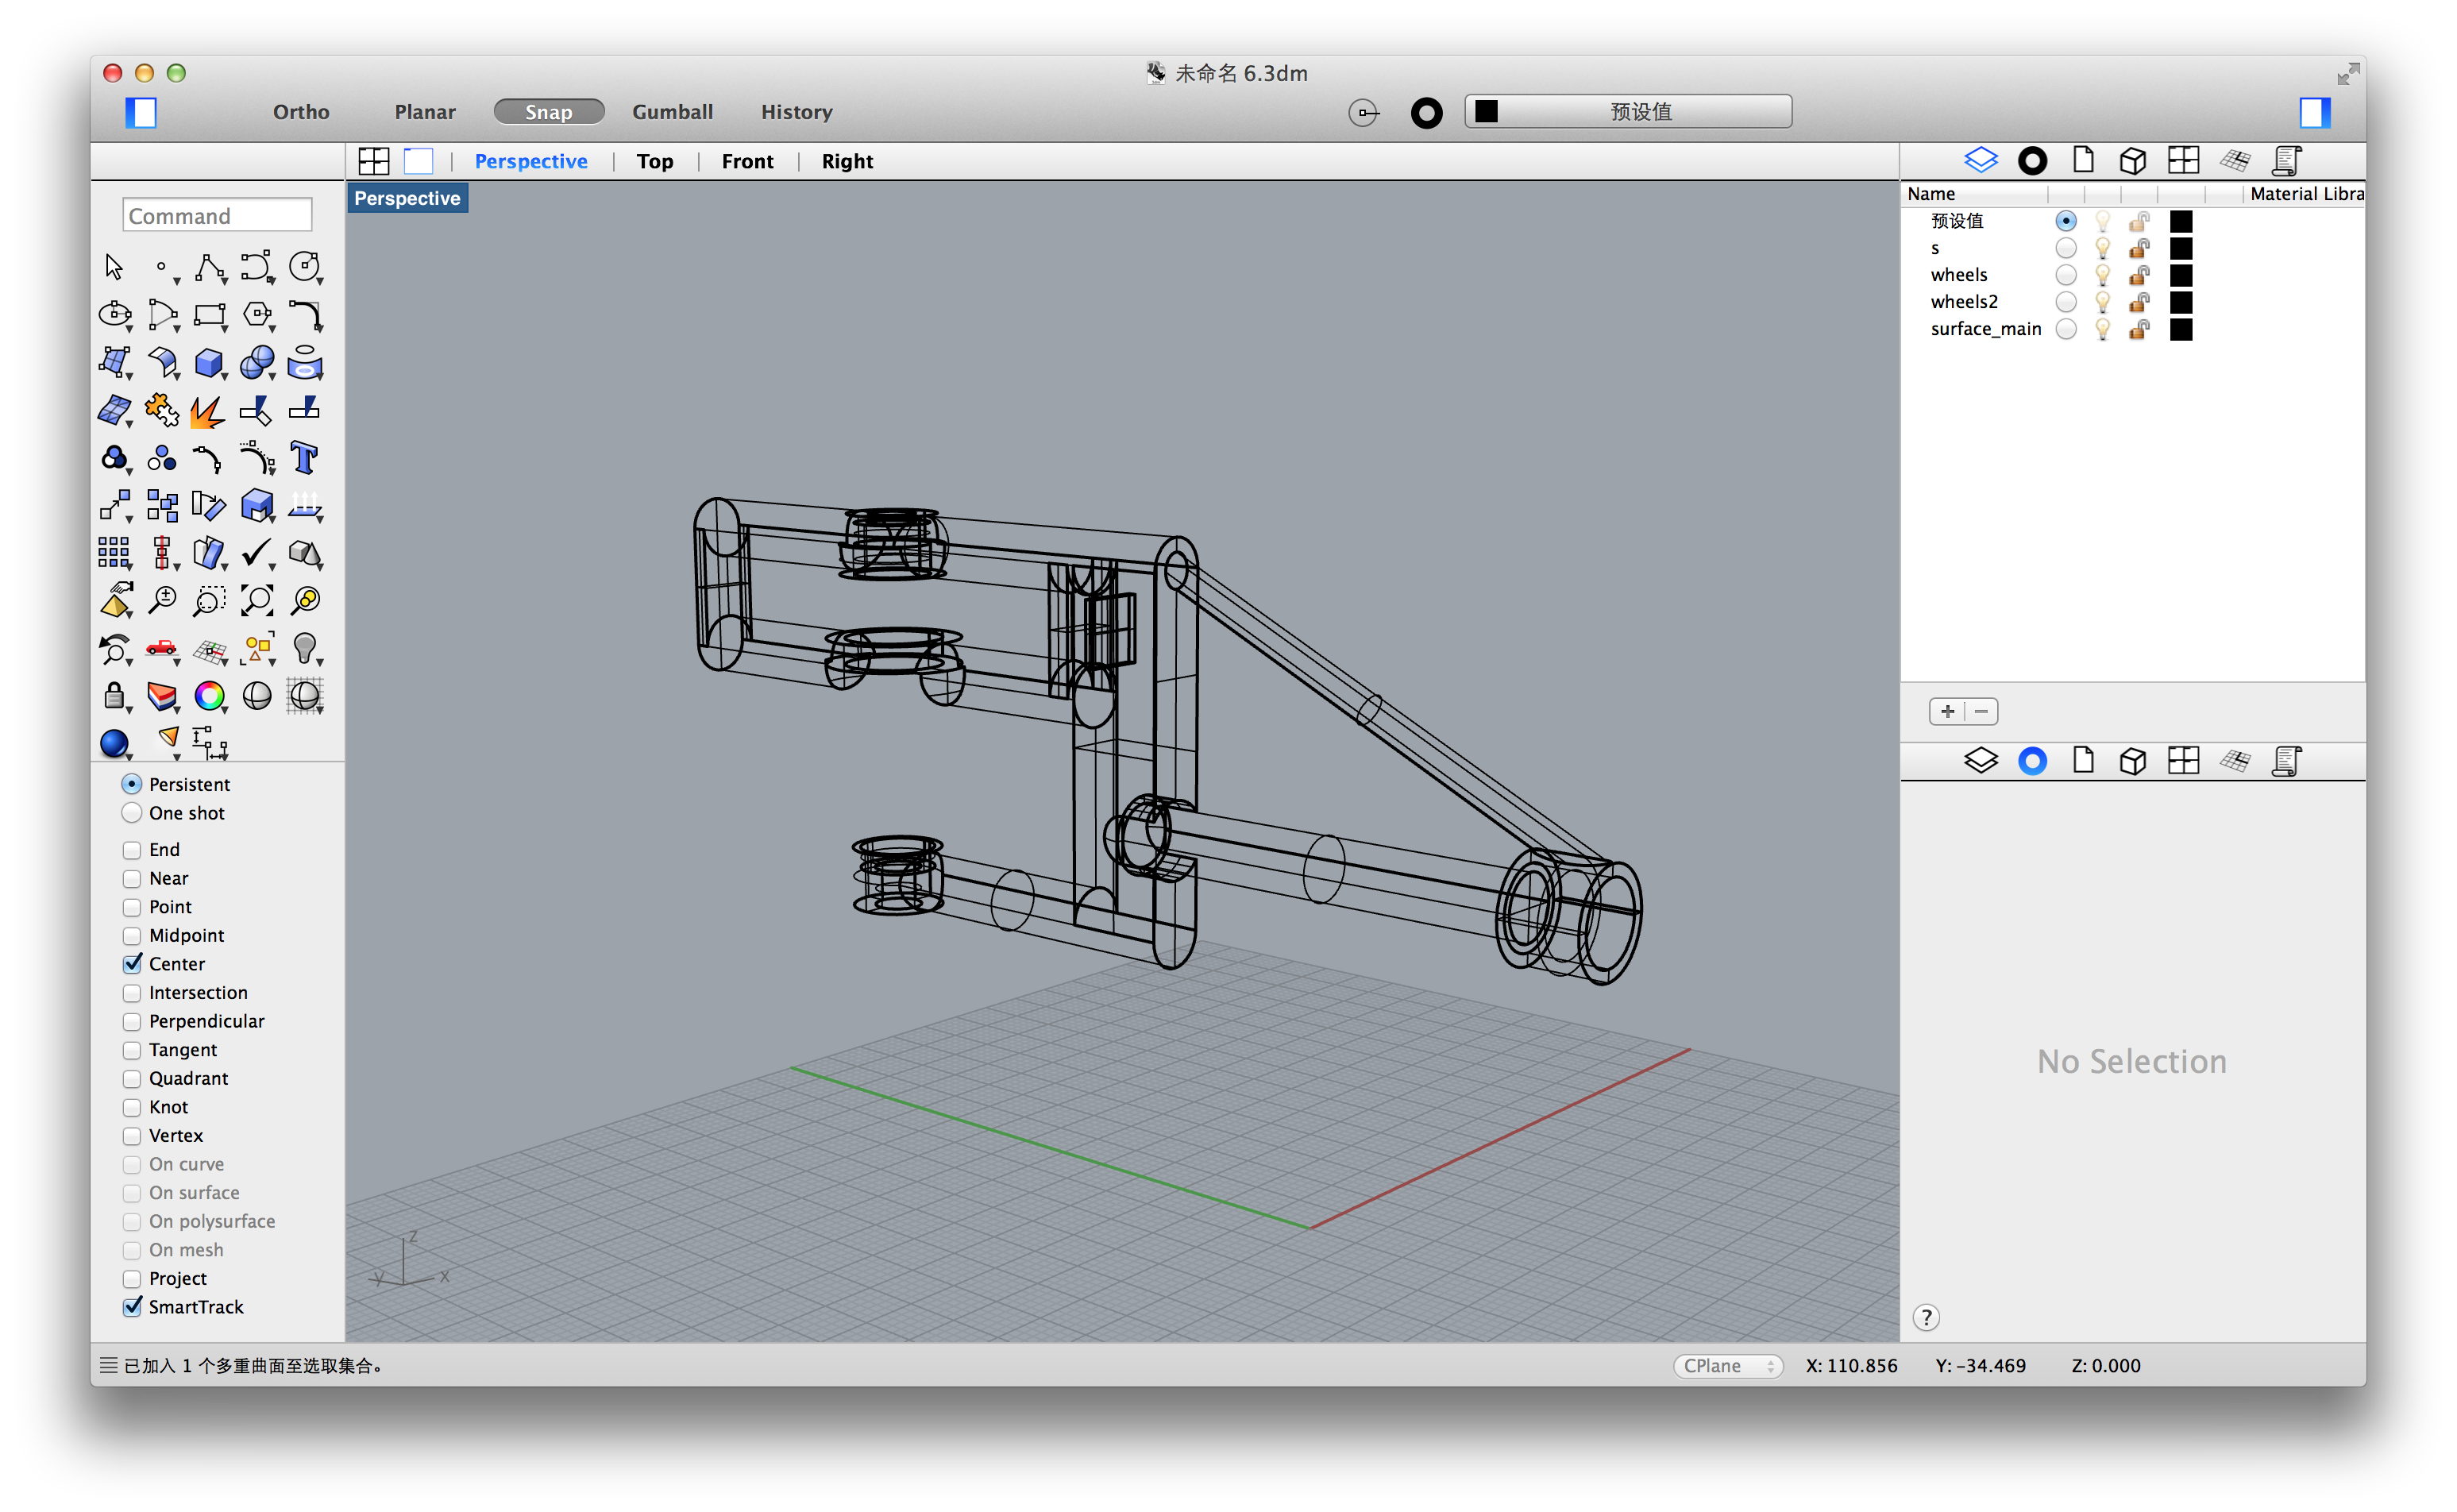 未命名 6.3dm
Ortho Planar Snap Gumball History 预设值
Perspective Top Front Right
Perspective
Command
Name Material Libra
预设值
s
wheels
wheels2
surface_main
Persistent
One shot
End
Near
Point
Midpoint
Center
Intersection
Perpendicular
Tangent
Quadrant
Knot
Vertex
On curve
On surface
On polysurface
On mesh
Project
SmartTrack
z
y x
No Selection
?
已加入 1 个多重曲面至选取集合。
CPlane X: 110.856 Y: -34.469 Z: 0.000